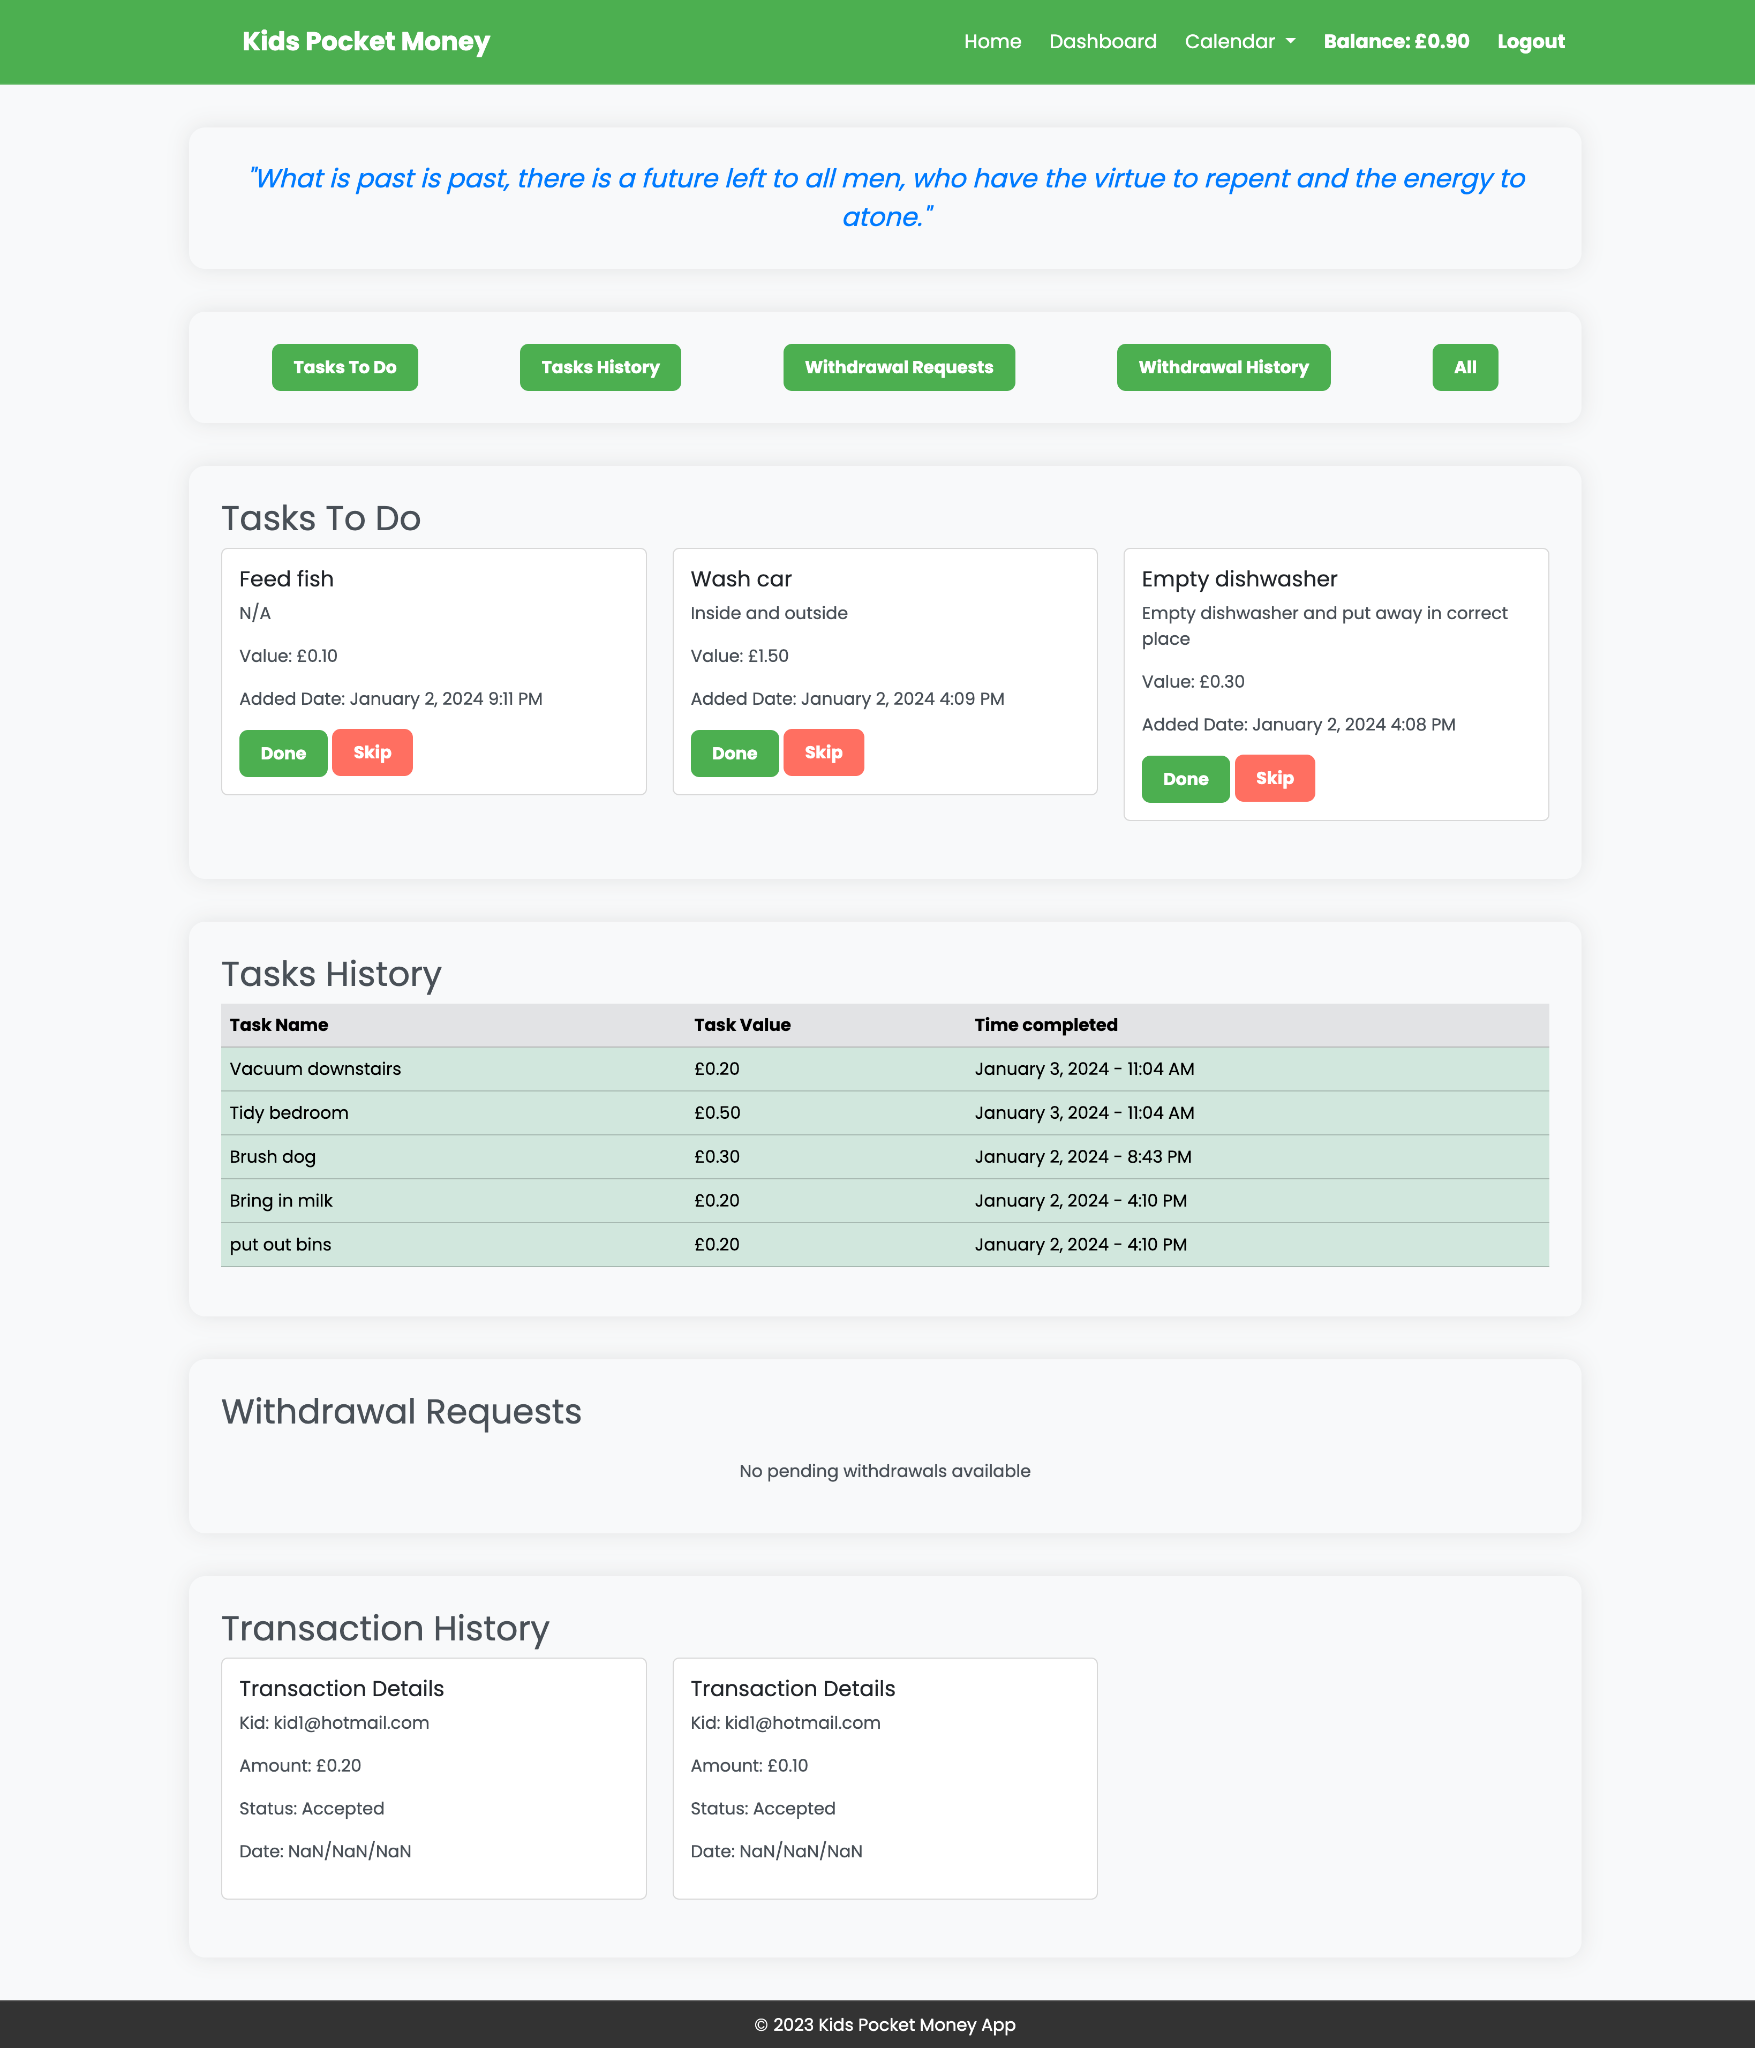 Kids Pocket Money
Home Dashboard Calendar Balance: £0.90 Logout
"What is past is past, there is a future left to all men, who have the virtue to repent and the energy to
atone."
Tasks To Do Tasks History Withdrawal Requests Withdrawal History All
Tasks To Do
Feed fish
N/A
Value: £0.10
Added Date: January 2, 2024 9:11 PM
Done Skip
Wash car
Inside and outside
Value: £1.50
Added Date: January 2, 2024 4:09 PM
Done Skip
Empty dishwasher
Empty dishwasher and put away in correct
place
Value: £0.30
Added Date: January 2, 2024 4:08 PM
Done Skip
Tasks History
Task Name Task Value Time completed
Vacuum downstairs £0.20 January 3, 2024 - 11:04 AM
Tidy bedroom £0.50 January 3, 2024 - 11:04 AM
Brush dog £0.30 January 2, 2024 - 8:43 PM
Bring in milk £0.20 January 2, 2024 - 4:10 PM
put out bins £0.20 January 2, 2024 - 4:10 PM
Withdrawal Requests
No pending withdrawals available
Transaction History
Transaction Details
Kid: kid1@hotmail.com
Amount: £0.20
Status: Accepted
Date: NaN/NaN/NaN
Transaction Details
Kid: kid1@hotmail.com
Amount: £0.10
Status: Accepted
Date: NaN/NaN/NaN
© 2023 Kids Pocket Money App